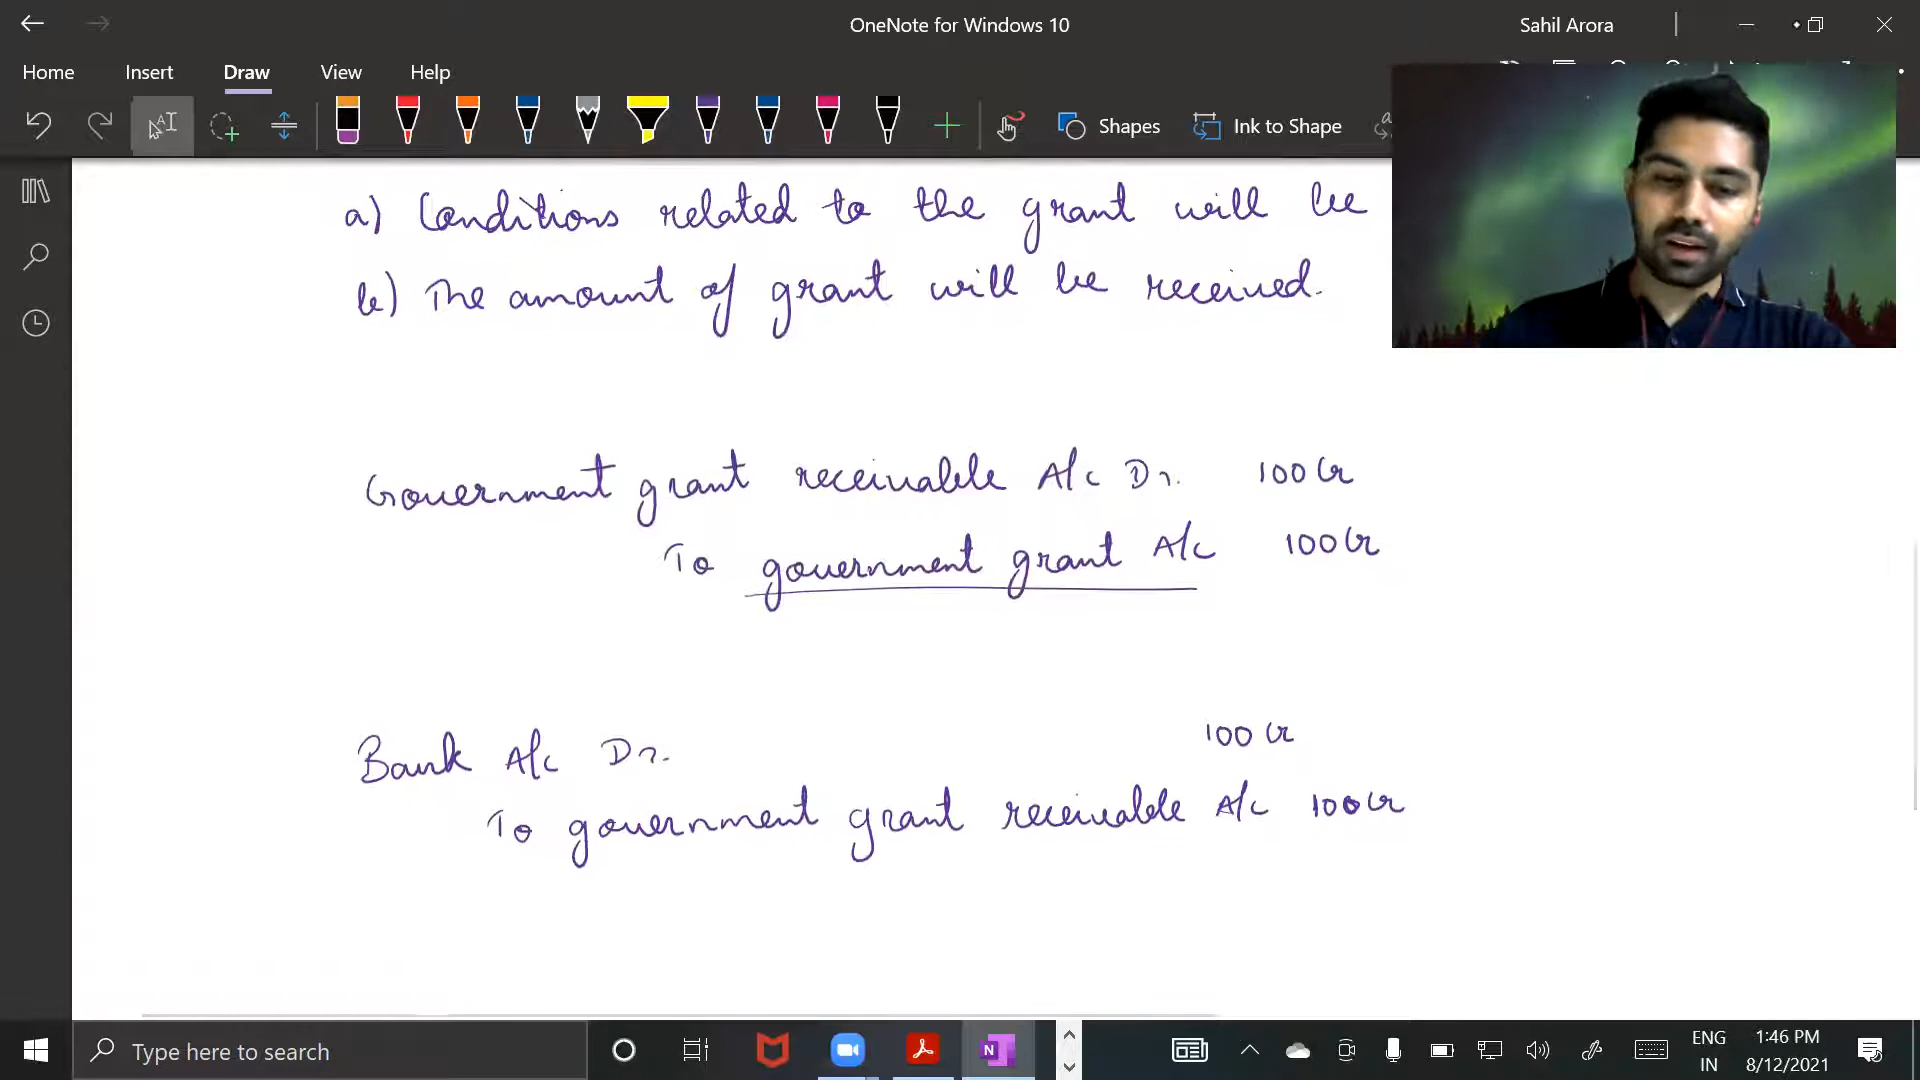 OneNote for Windows 10
Sahil Arora
Home Insert Draw View Help
Shapes Ink to Shape
a) Conditions related to the grant will be
b) The amount of grant will be received.
Government grant receivable A/c Dr. 100 Cr
To government grant A/c 100 Cr
Bank A/c Dr. 100 Cr
To government grant receivable A/c 100 Cr
Type here to search
ENG
IN
1:46 PM
8/12/2021